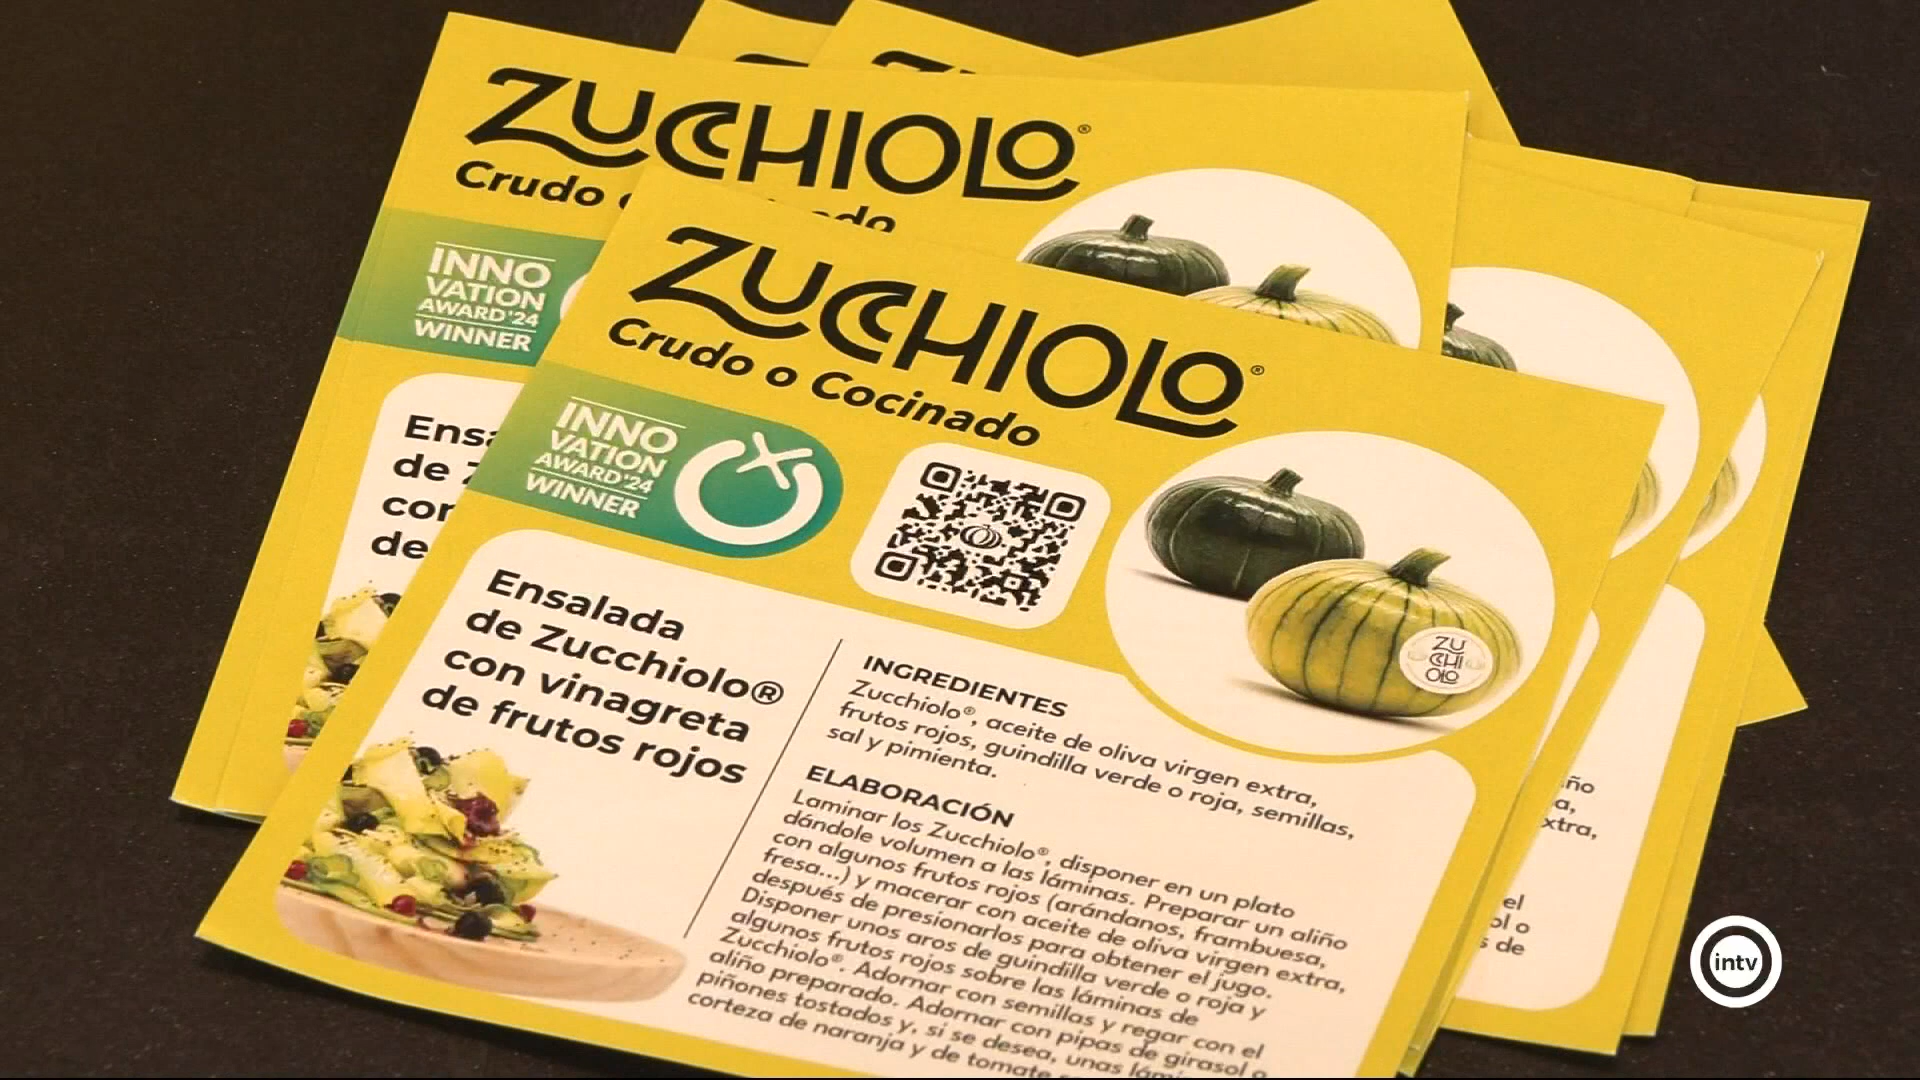 ZUCCHIOLO®
Crudo o
INNO
VATION
AWARD'24
WINNER
de
ZUCCHIOLO®
Crudo o Cocinado
INNO
VATION
AWARD'24
WINNER
Ensalada
de Zucchiolo®
con vinagreta
de frutos rojos
ZU
CCHI
OLO
INGREDIENTES
Zucchiolo®, aceite de oliva virgen extra,
frutos rojos, guindilla verde o roja, semillas,
sal y pimienta.
ELABORACIÓN
Laminar los Zucchiolo®, disponer en un plato
dándole volumen a las láminas. Preparar un aliño
con algunos frutos rojos (arándanos, frambuesa,
fresa...) y macerar con aceite de oliva virgen extra,
después de presionarlos para obtener el jugo.
Disponer unos aros de guindilla verde o roja y
algunos frutos rojos sobre las láminas de
Zucchiolo®. Adornar con semillas y regar con el
aliño preparado. Adornar con pipas de girasol o
piñones tostados y, si se desea, unas
corteza de naranja y de tomate
el
o
de
intv